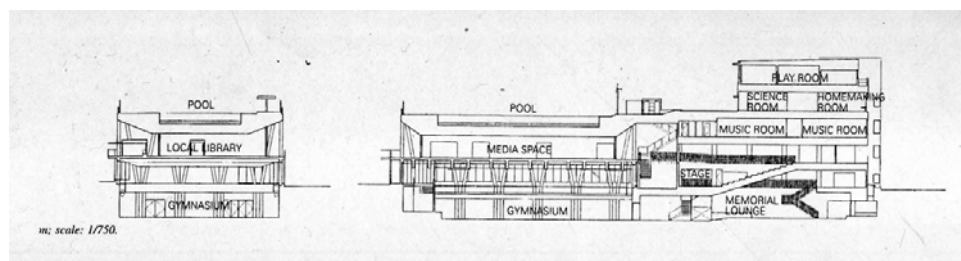 POOL
LOCAL LIBRARY
GYMNASIUM
m; scale: 1/750.
POOL
MEDIA SPACE
GYMNASIUM
PLAY ROOM
SCIENCE ROOM
HOMEMAKING ROOM
MUSIC ROOM
MUSIC ROOM
STAGE
MEMORIAL
LOUNGE